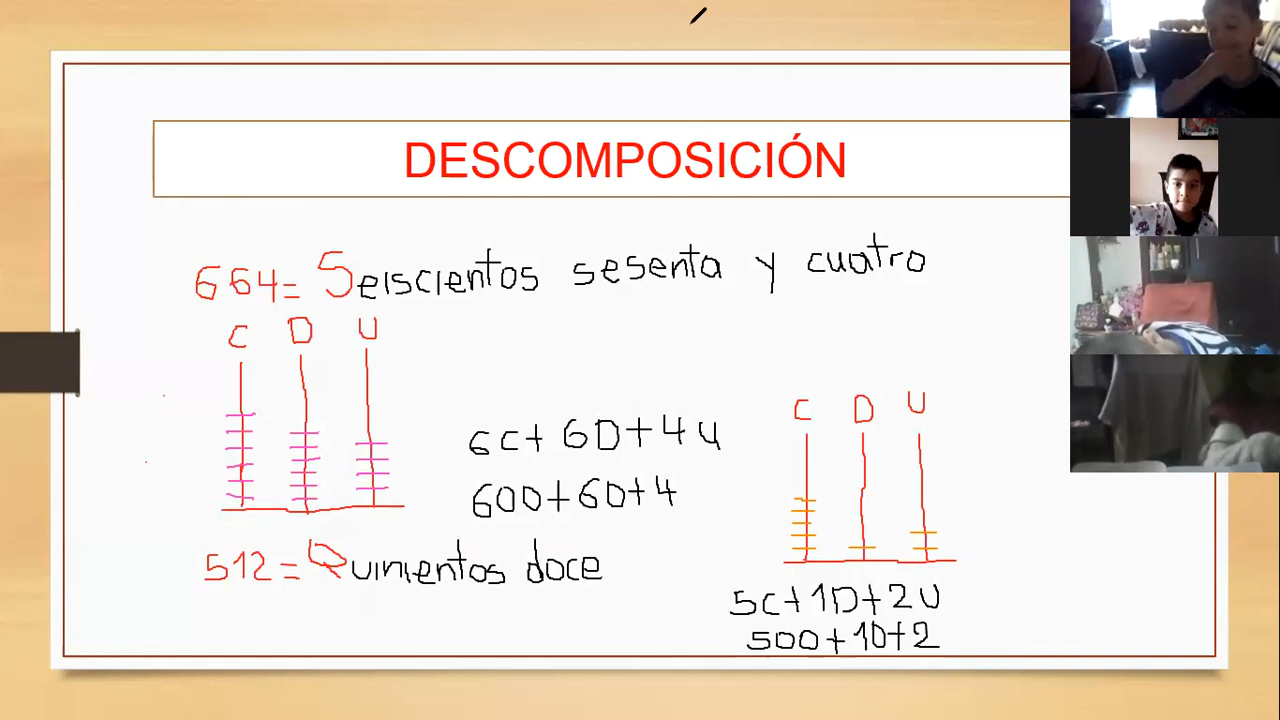 DESCOMPOSICIÓN
664= Seiscientos sesenta y cuatro
C D U
6C+ 6D+4U
600+60+4
512= Quinientos doce
C D U
5C+1D+2U
500+10+2